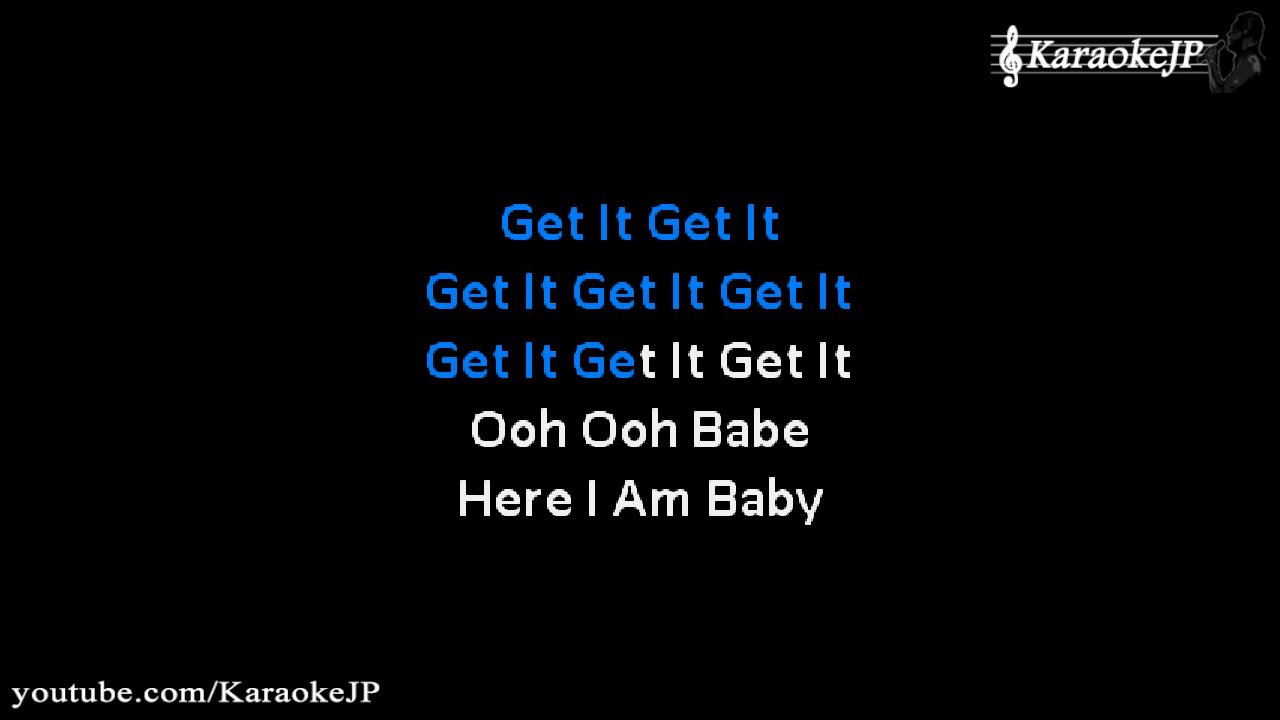 KaraokeJP
Get It Get It
Get It Get It Get It
Get It Get It Get It
Ooh Ooh Babe
Here I Am Baby
youtube.com/KaraokeJP